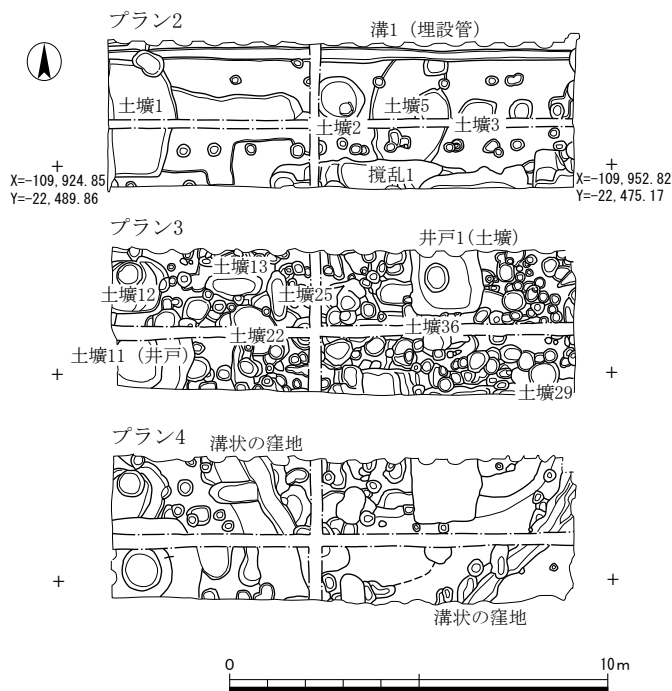 プラン2
溝1（埋設管）
土壙1
土壙2
土壙5
土壙3
攪乱1
X=-109,924.85
Y=-22,489.86
X=-109,952.82
Y=-22,475.17
プラン3
井戸1(土壙)
土壙13
土壙12
土壙25
土壙22
土壙36
土壙11（井戸）
土壙29
プラン4
溝状の窪地
溝状の窪地
0
10m